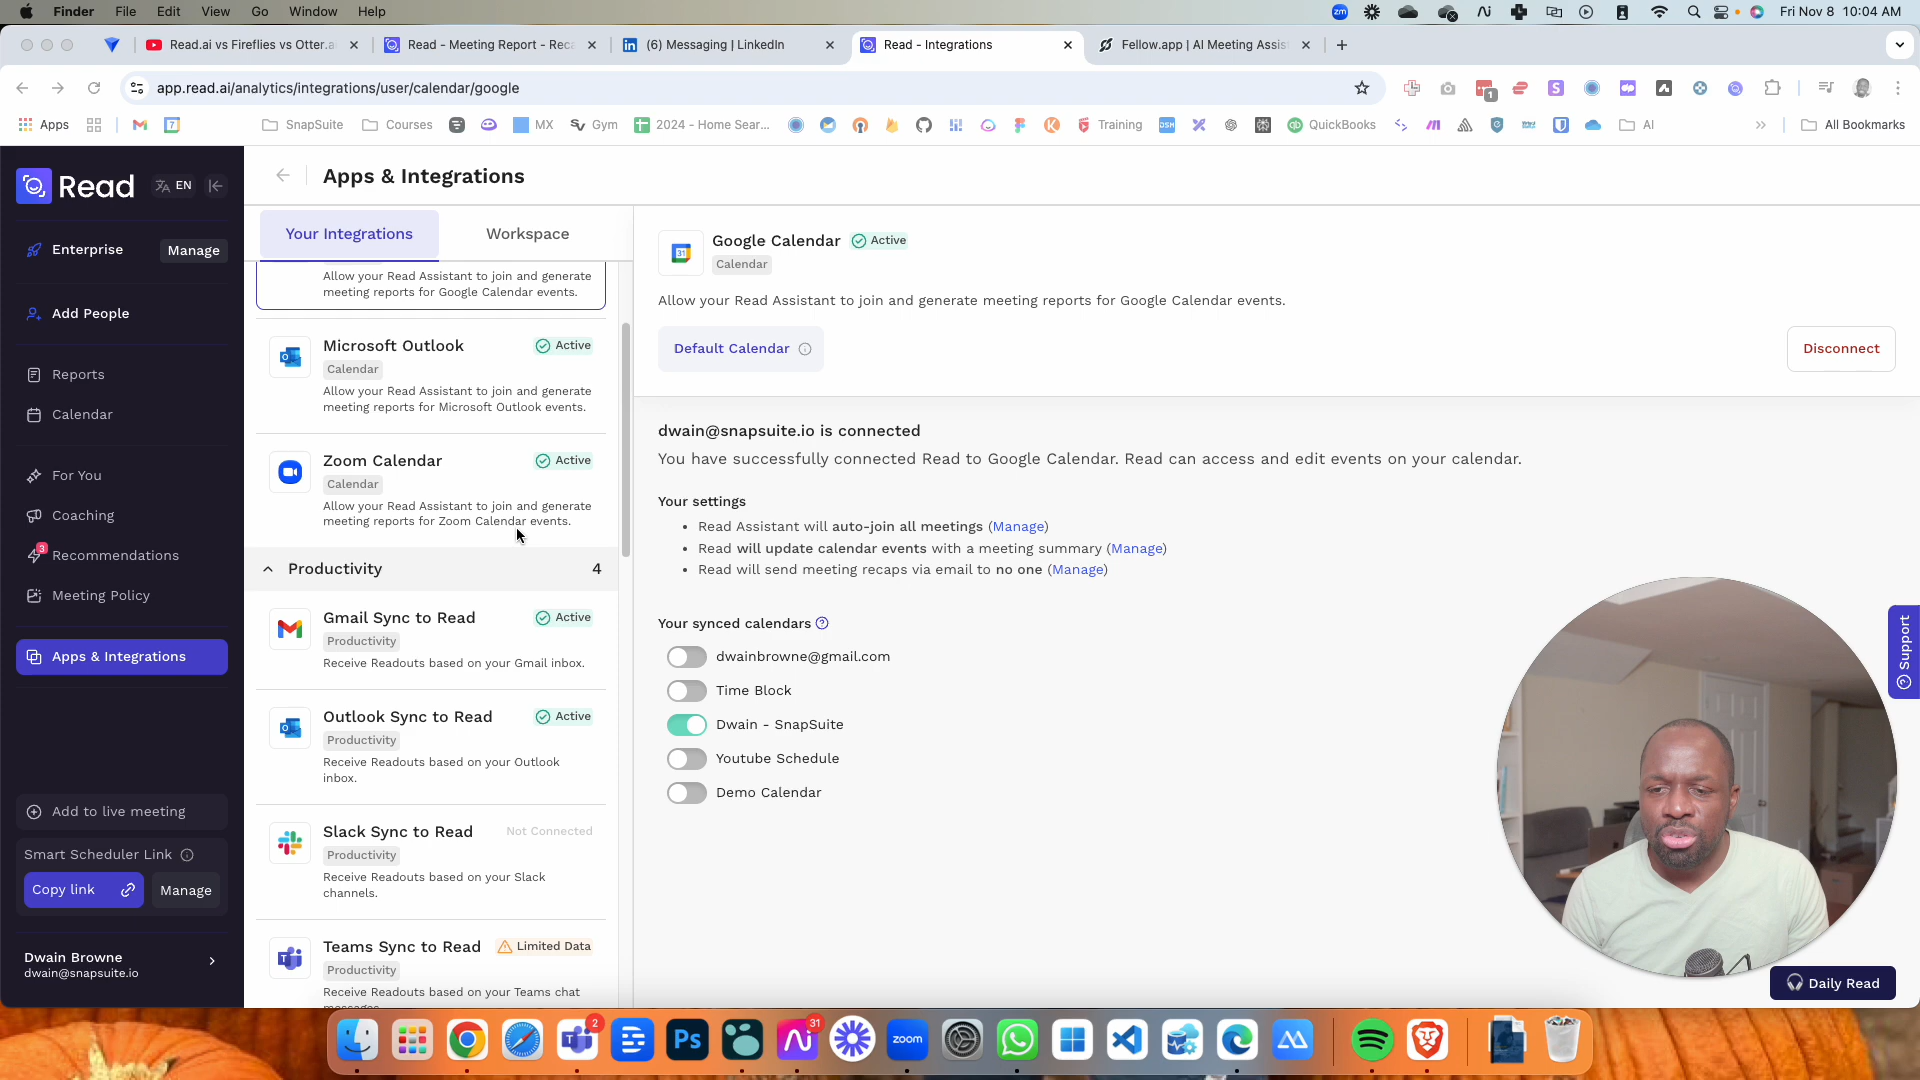 Finder File Edit View Go Window Help
Fri Nov 8 10:04 AM
Read.ai vs Fireflies vs Otter.a
Read - Meeting Report - Rec
(6) Messaging | LinkedIn
Read - Integrations
Fellow.app | AI Meeting Assis
app.read.ai/analytics/integrations/user/calendar/google
1
Apps
SnapSuite
Courses
MX
Gym
2024 - Home Sear...
Training
QuickBooks
AI
All Bookmarks
Read
EN
Apps & Integrations
Enterprise
Manage
Add People
Reports
Calendar
For You
Coaching
3
Recommendations
Meeting Policy
Apps & Integrations
Add to live meeting
Smart Scheduler Link
Copy link
Manage
Dwain Browne
dwain@snapsuite.io
Your Integrations
Workspace
Allow your Read Assistant to join and generate
meeting reports for Google Calendar events.
Microsoft Outlook
Active
Calendar
Allow your Read Assistant to join and generate
meeting reports for Microsoft Outlook events.
Zoom Calendar
Active
Calendar
Allow your Read Assistant to join and generate
meeting reports for Zoom Calendar events.
Productivity
4
Gmail Sync to Read
Active
Productivity
Receive Readouts based on your Gmail inbox.
Outlook Sync to Read
Active
Productivity
Receive Readouts based on your Outlook
inbox.
Slack Sync to Read
Not Connected
Productivity
Receive Readouts based on your Slack
channels.
Teams Sync to Read
Limited Data
Productivity
Receive Readouts based on your Teams chat
Google Calendar
Active
Calendar
Allow your Read Assistant to join and generate meeting reports for Google Calendar events.
Default Calendar
Disconnect
dwain@snapsuite.io is connected
You have successfully connected Read to Google Calendar. Read can access and edit events on your calendar.
Your settings
Read Assistant will auto-join all meetings (Manage)
Read will update calendar events with a meeting summary (Manage)
Read will send meeting recaps via email to no one (Manage)
Your synced calendars
dwainbrowne@gmail.com
Time Block
Dwain - SnapSuite
Youtube Schedule
Demo Calendar
Support
Daily Read
2
Ps
31
zoom